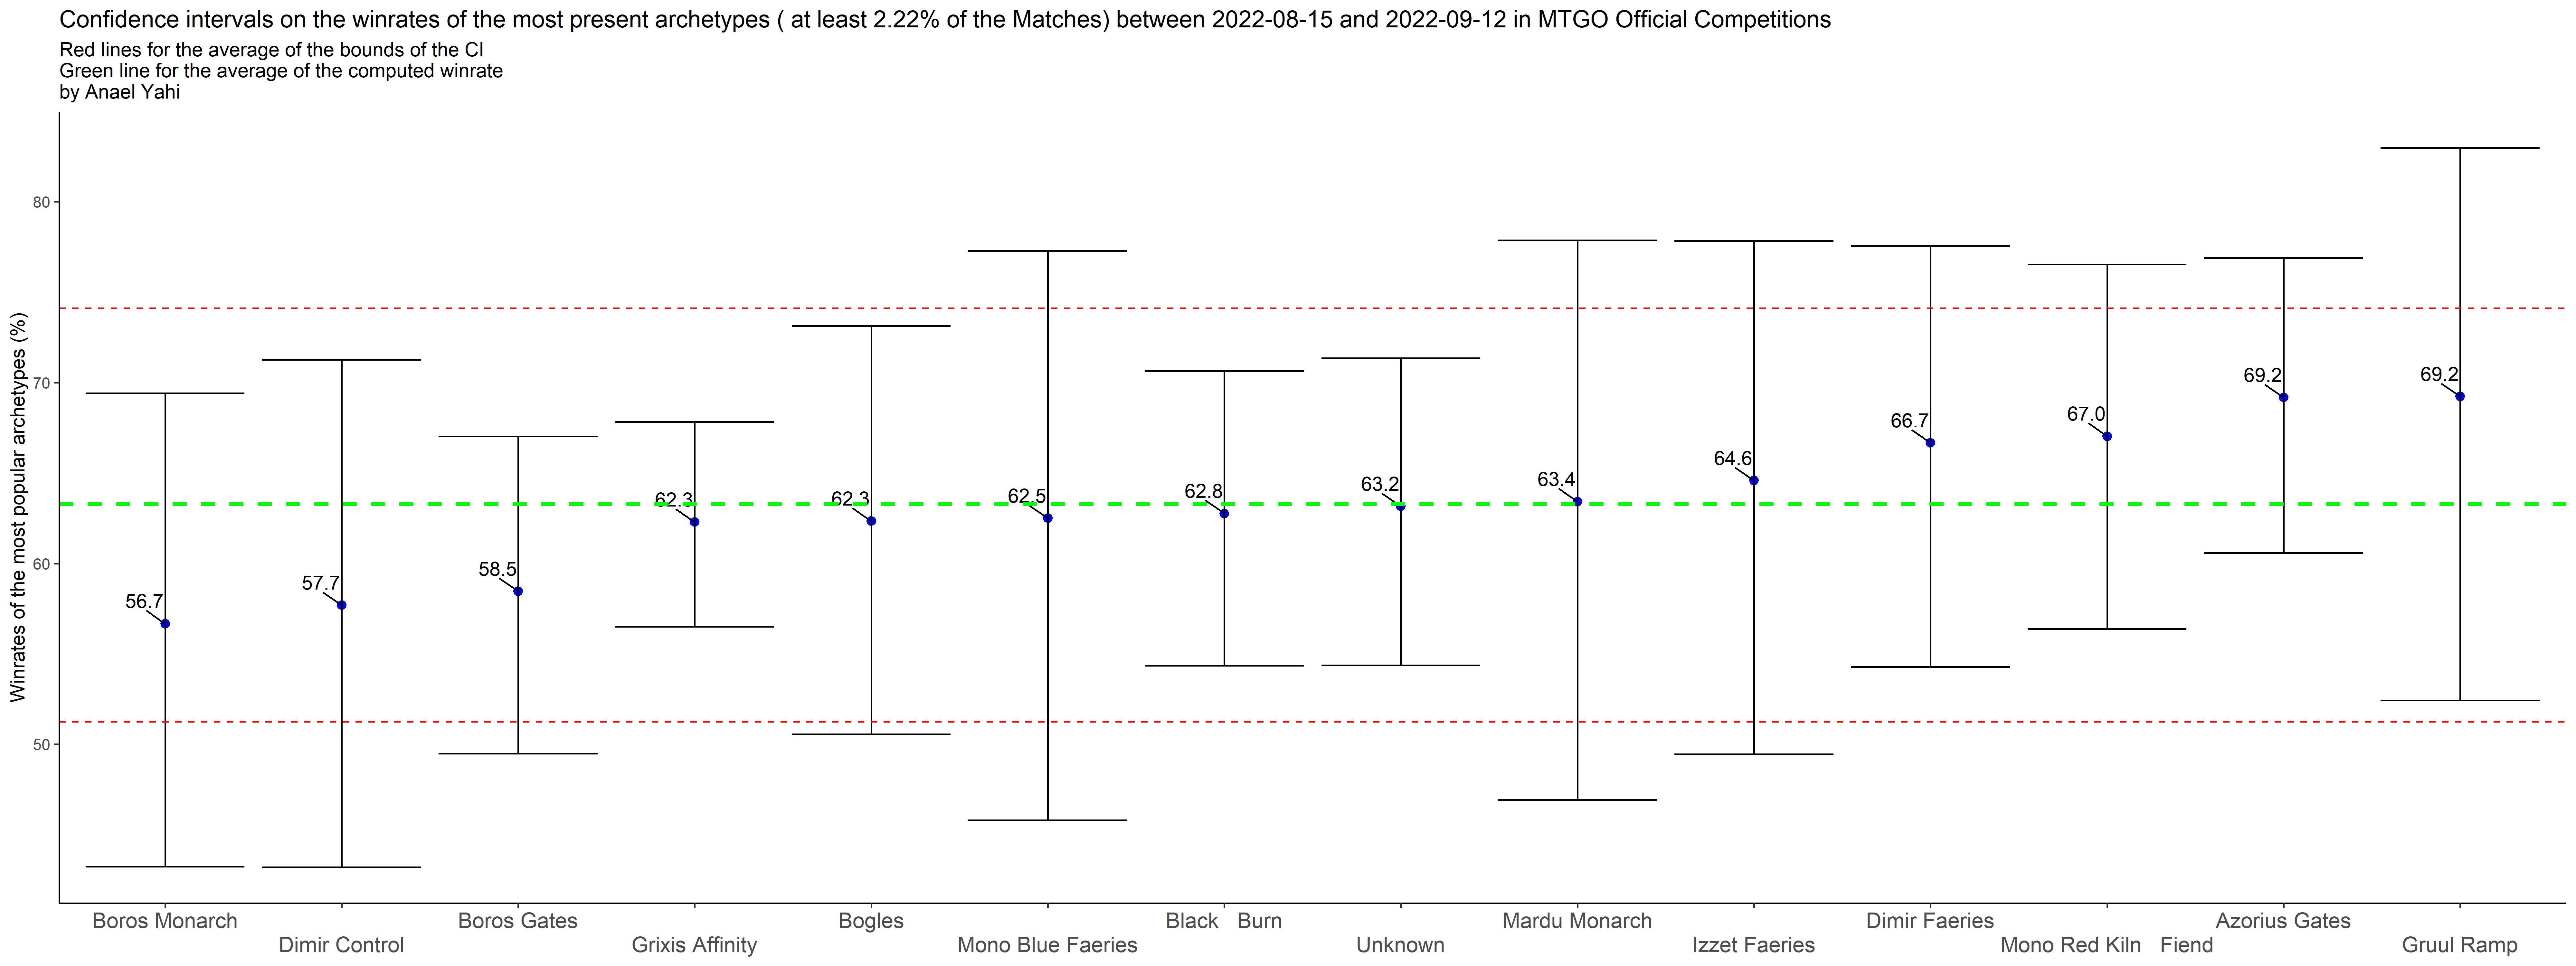 Confidence intervals on the winrates of the most present archetypes ( at least 2.22% of the Matches) between 2022-08-15 and 2022-09-12 in MTGO Official Competitions
Red lines for the average of the bounds of the CI
Green line for the average of the computed winrate
by Anael Yahi
Winrates of the most popular archetypes (%)
80
70
60
50
56.7
57.7
58.5
62.3
62.3
62.5
62.8
63.2
63.4
64.6
66.7
67.0
69.2
69.2
Boros Monarch
Dimir Control
Boros Gates
Grixis Affinity
Bogles
Mono Blue Faeries
Black Burn
Unknown
Mardu Monarch
Izzet Faeries
Dimir Faeries
Mono Red Kiln Fiend
Azorius Gates
Gruul Ramp